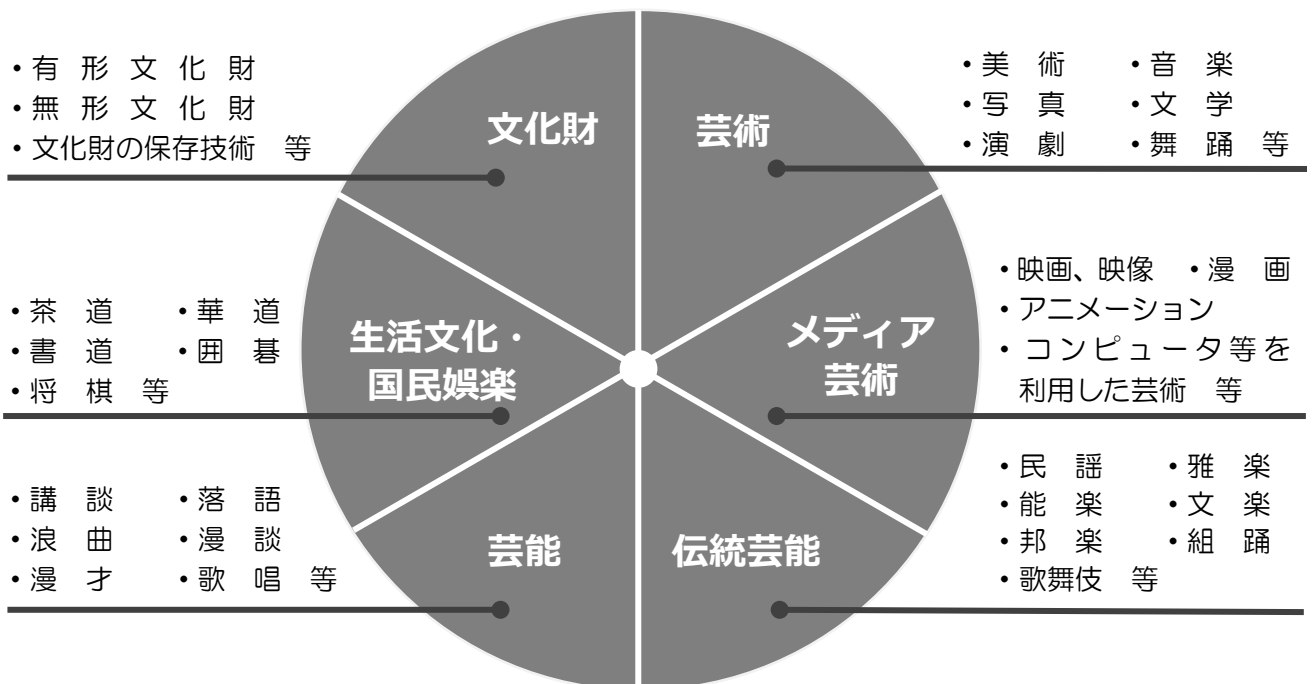 ・有形文化財
・無形文化財
・文化財の保存技術 等
文化財
芸術
・美術 ・音楽
・写真 ・文学
・演劇 ・舞踊 等
・茶道 ・華道
・書道 ・囲碁
・将棋 等
生活文化・
国民娯楽
メディア
芸術
・映画、映像 ・漫画
・アニメーション
・コンピュータ等を
利用した芸術 等
・講談 ・落語
・浪曲 ・漫談
・漫才 ・歌唱 等
芸能
伝統芸能
・民謡 ・雅楽
・能楽 ・文楽
・邦楽 ・組踊
・歌舞伎 等